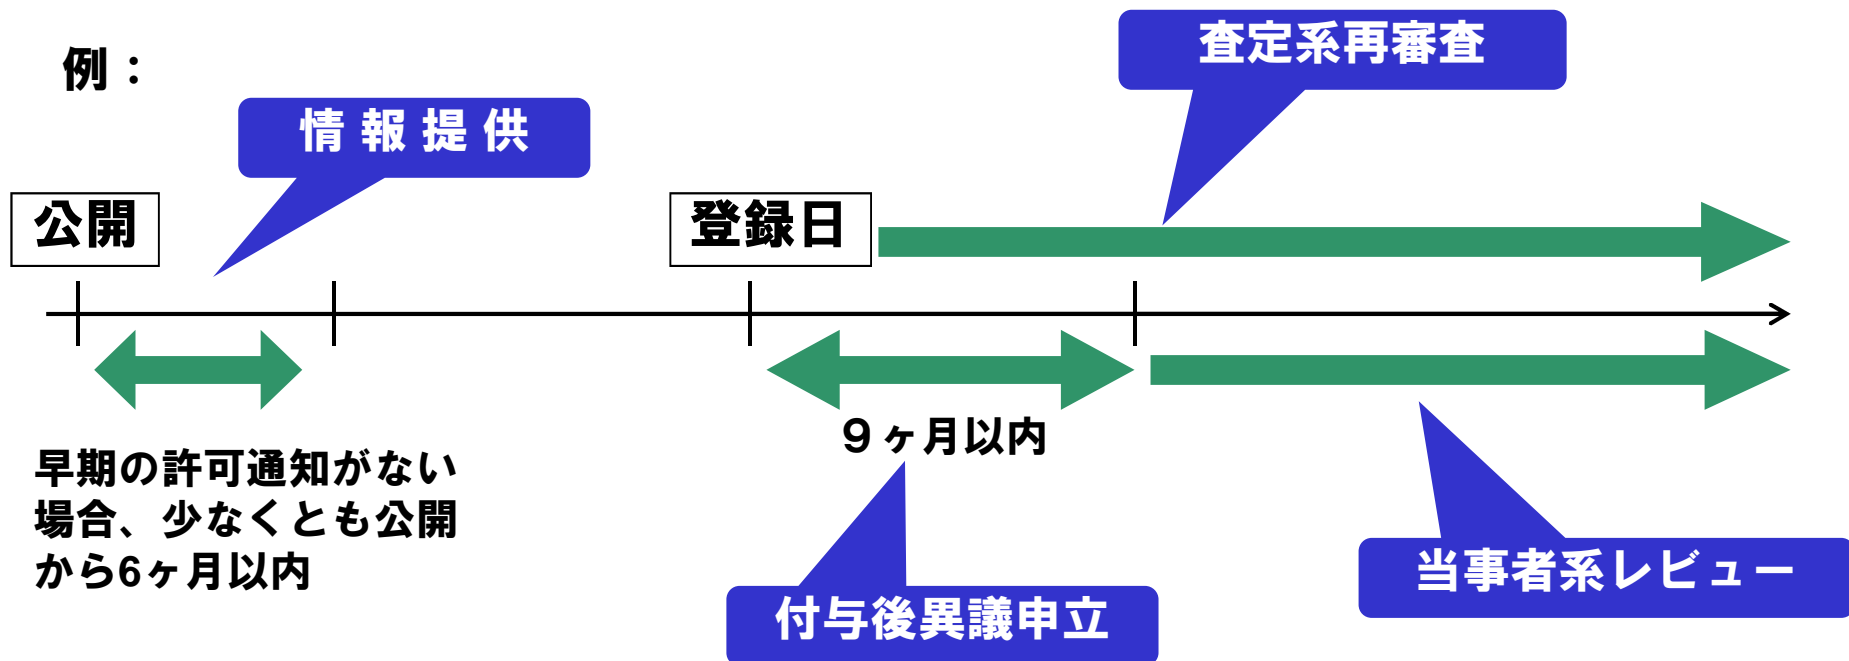 例：
査定系再審査
情報提供
公開
登録日
９ヶ月以内
早期の許可通知がない
場合、少なくとも公開
から6ヶ月以内
当事者系レビュー
付与後異議申立